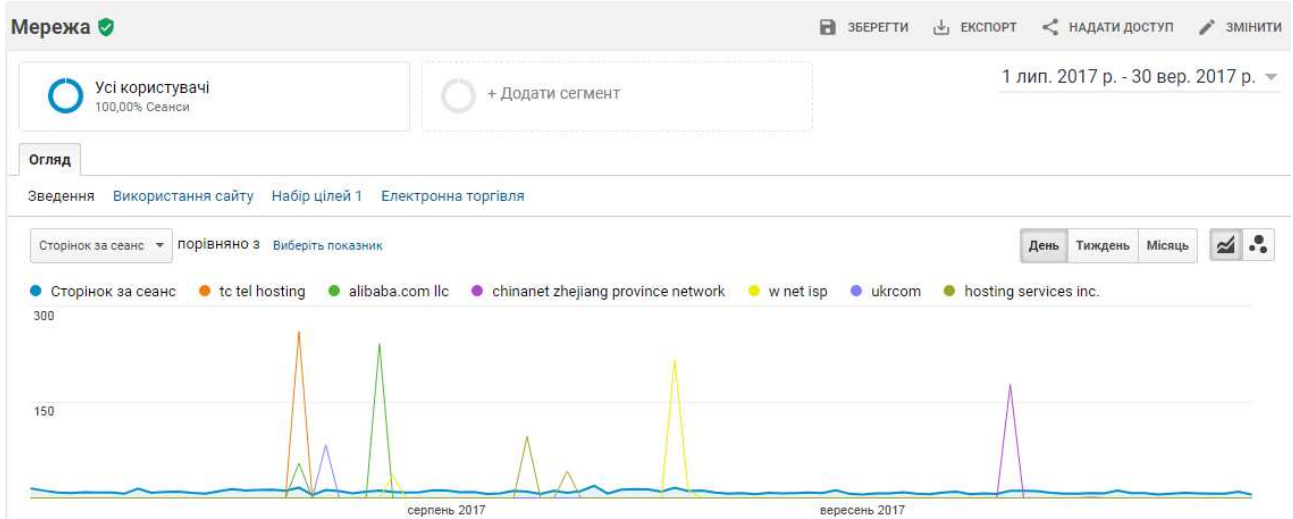 Мережа
ЗБЕРЕГТИ ЕКСПОРТ НАДАТИ ДОСТУП ЗМІНИТИ
Усі користувачі
100,00% Сеанси
+ Додати сегмент
1 лип. 2017 р. - 30 вер. 2017 р.
Огляд
Зведення Використання сайту Набір цілей 1 Електронна торгівля
Сторінок за сеанс порівняно з Виберіть показник
День Тиждень Місяць
Сторінок за сеанс tc tel hosting alibaba.com llc chinanet zhejiang province network w net isp ukrcom hosting services inc.
300
150
серпень 2017 вересень 2017